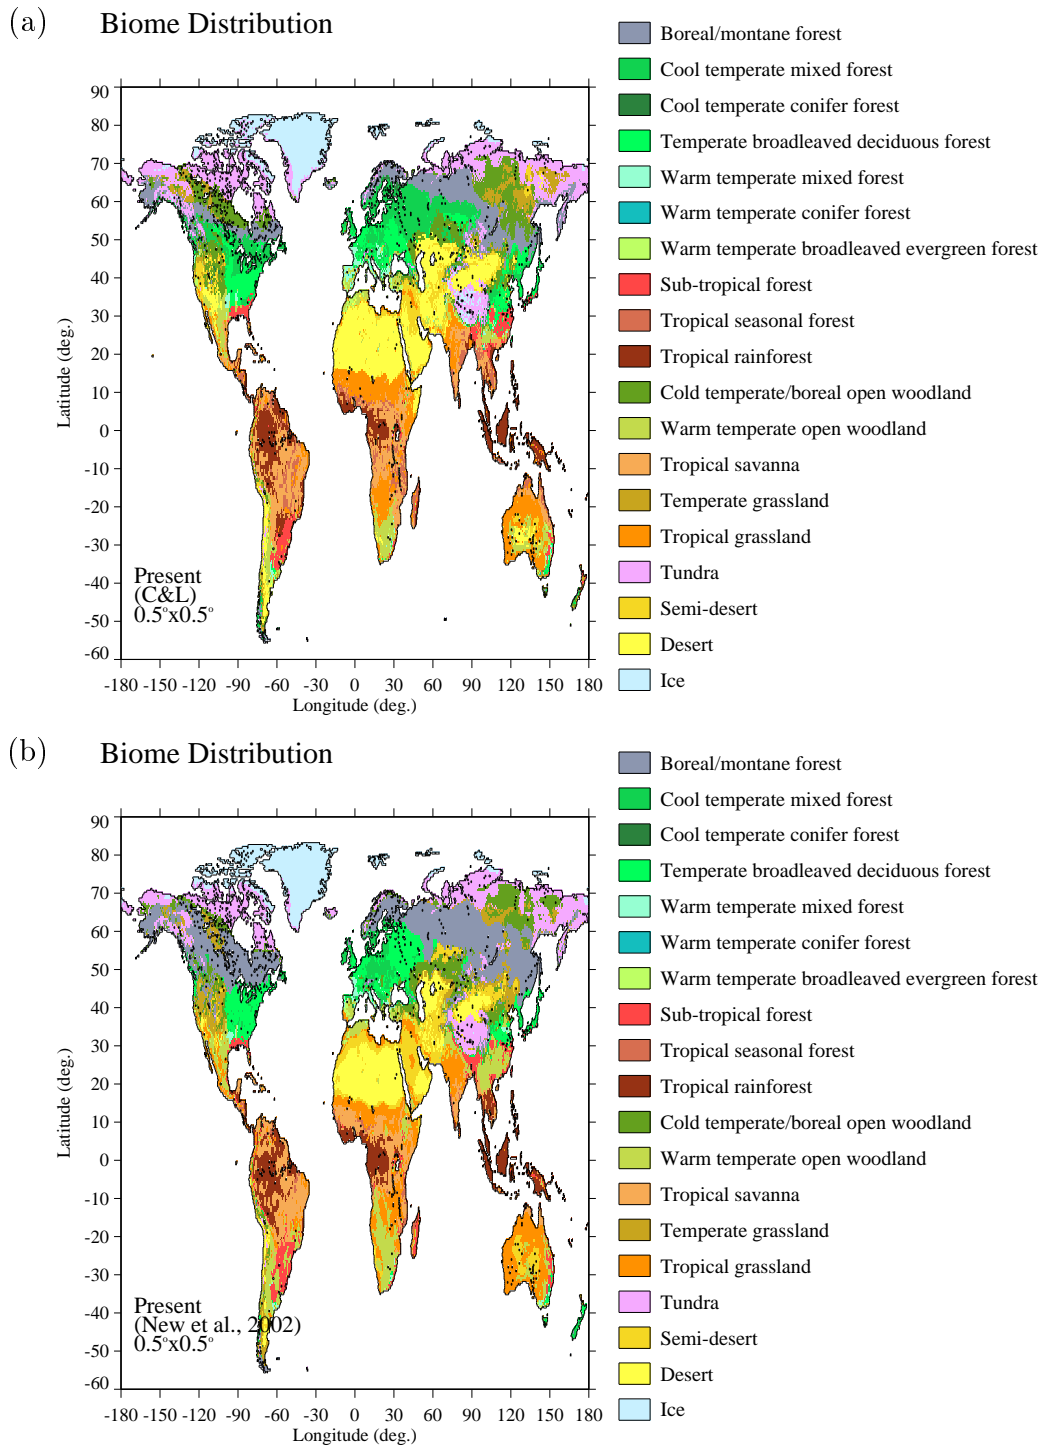 (a)
Biome Distribution
90
80
70
60
50
40
30
20
10
0
-10
-20
-30
-40
-50
-60
Latitude (deg.)
Present
(C&L)
0.5°x0.5°
-180 -150 -120 -90 -60 -30 0 30 60 90 120 150 180
Longitude (deg.)
Boreal/montane forest
Cool temperate mixed forest
Cool temperate conifer forest
Temperate broadleaved deciduous forest
Warm temperate mixed forest
Warm temperate conifer forest
Warm temperate broadleaved evergreen forest
Sub-tropical forest
Tropical seasonal forest
Tropical rainforest
Cold temperate/boreal open woodland
Warm temperate open woodland
Tropical savanna
Temperate grassland
Tropical grassland
Tundra
Semi-desert
Desert
Ice
(b)
Biome Distribution
90
80
70
60
50
40
30
20
10
0
-10
-20
-30
-40
-50
-60
Latitude (deg.)
Present
(New et al., 2002)
0.5°x0.5°
-180 -150 -120 -90 -60 -30 0 30 60 90 120 150 180
Longitude (deg.)
Boreal/montane forest
Cool temperate mixed forest
Cool temperate conifer forest
Temperate broadleaved deciduous forest
Warm temperate mixed forest
Warm temperate conifer forest
Warm temperate broadleaved evergreen forest
Sub-tropical forest
Tropical seasonal forest
Tropical rainforest
Cold temperate/boreal open woodland
Warm temperate open woodland
Tropical savanna
Temperate grassland
Tropical grassland
Tundra
Semi-desert
Desert
Ice